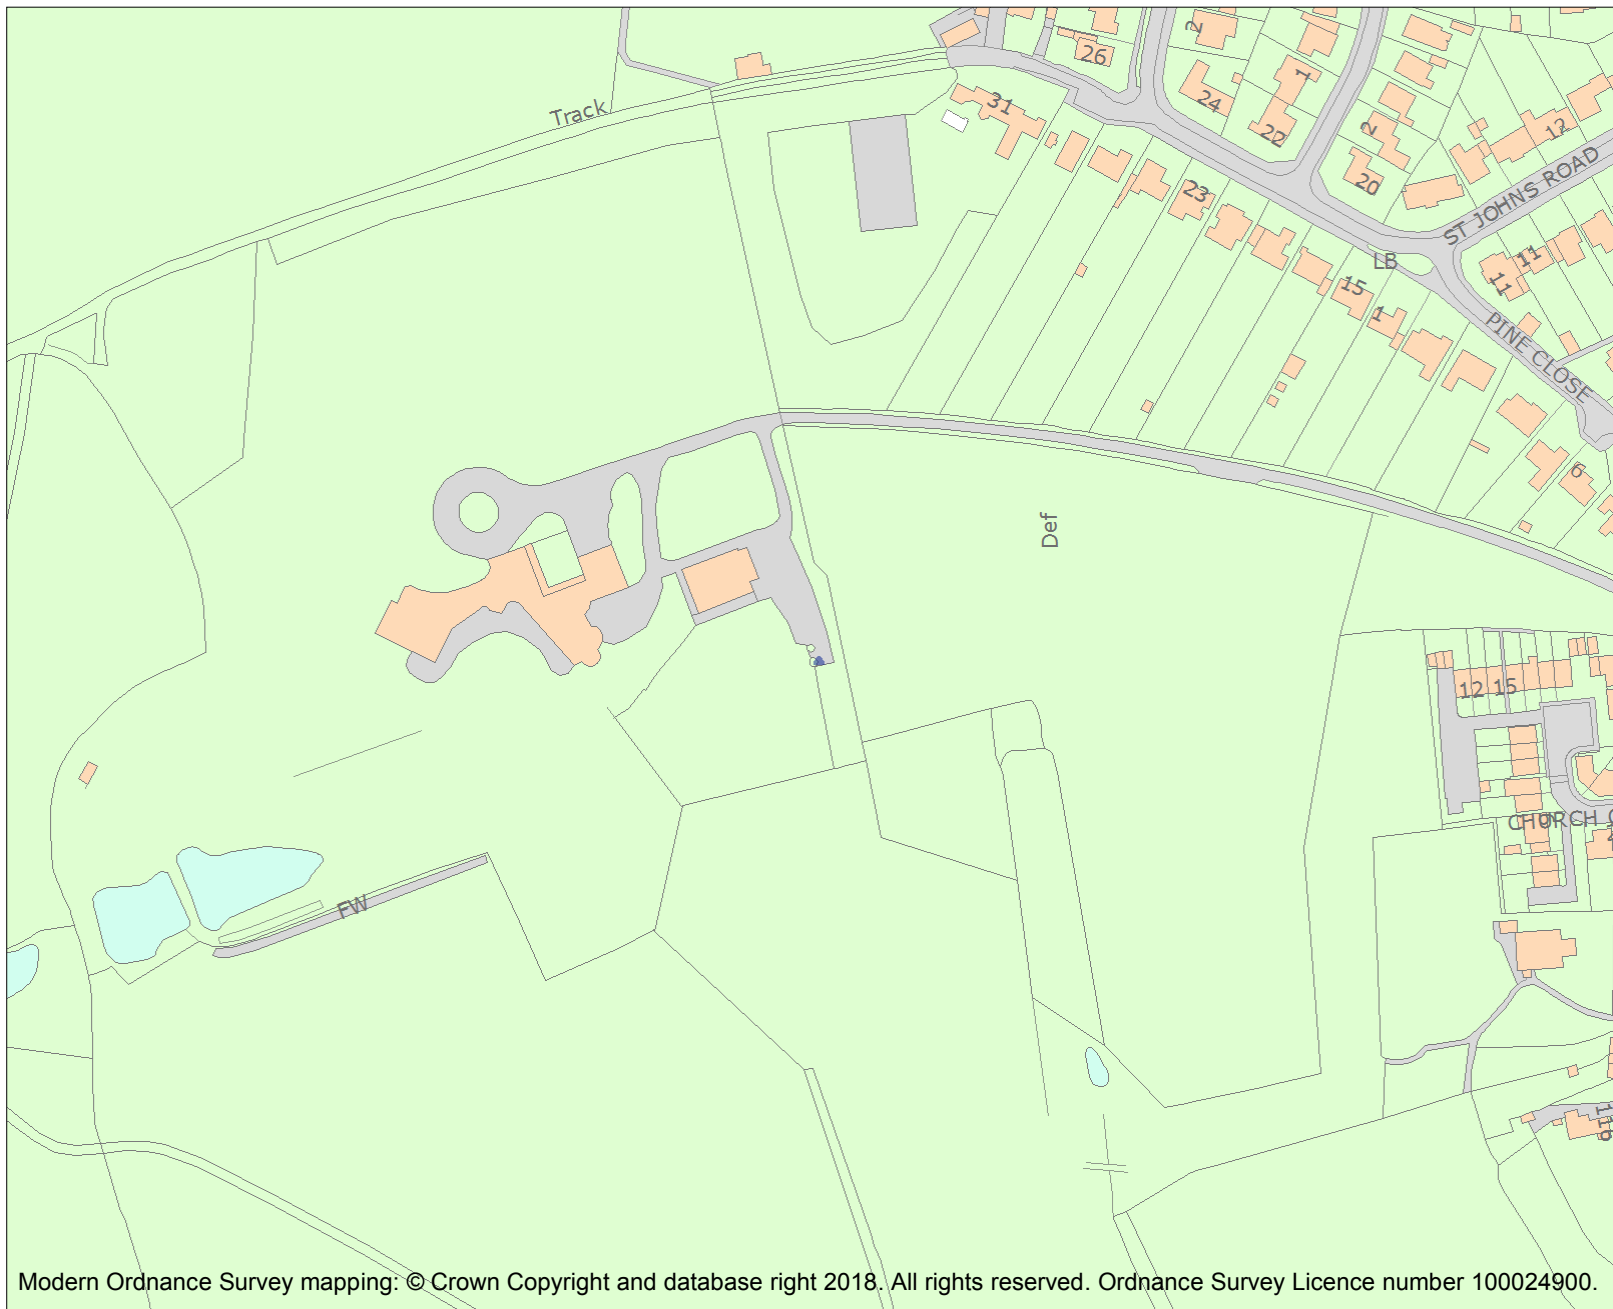 2
26
1
Track
31
24
22
2
12
20
23
ST JOHNS ROAD
11
LB
11
15
1
PINE CLOSE
6
Def
12 15
CHURCH
FW
116
Modern Ordnance Survey mapping: © Crown Copyright and database right 2018. All rights reserved. Ordnance Survey Licence number 100024900.